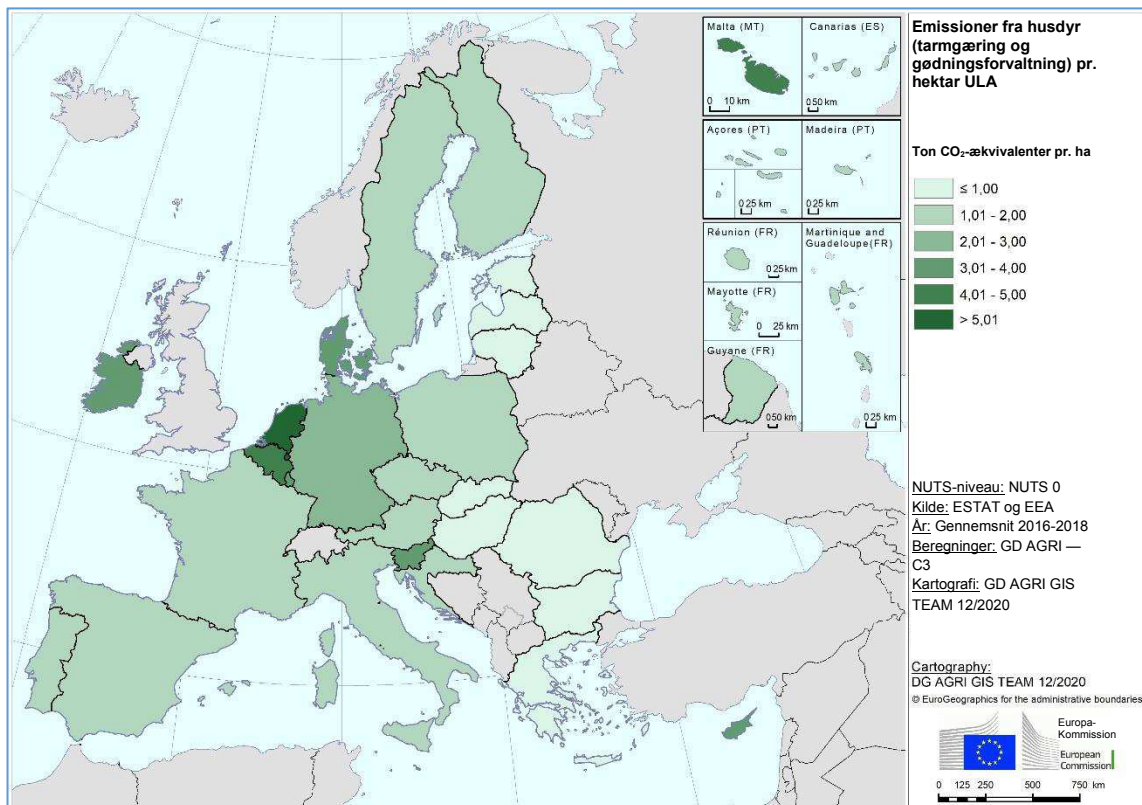 Malta (MT)
0 10 km
Canarias (ES)
0 50 km
Açores (PT)
0 25 km
Madeira (PT)
0 25 km
Réunion (FR)
0 25 km
Mayotte (FR)
0 25 km
Guyane (FR)
0 50 km
Martinique and
Guadeloupe(FR)
0 25 km
Emissioner fra husdyr
(tarmgæring og
gødningsforvaltning) pr.
hektar ULA
Ton CO₂-ækvivalenter pr. ha
≤ 1,00
1,01 - 2,00
2,01 - 3,00
3,01 - 4,00
4,01 - 5,00
> 5,01
NUTS-niveau: NUTS 0
Kilde: ESTAT og EEA
År: Gennemsnit 2016-2018
Beregninger: GD AGRI —
C3
Kartografi: GD AGRI GIS
TEAM 12/2020
Cartography:
DG AGRI GIS TEAM 12/2020
© EuroGeographics for the administrative boundaries
Europa-
Kommission
European
Commission
0 125 250 500 750 km